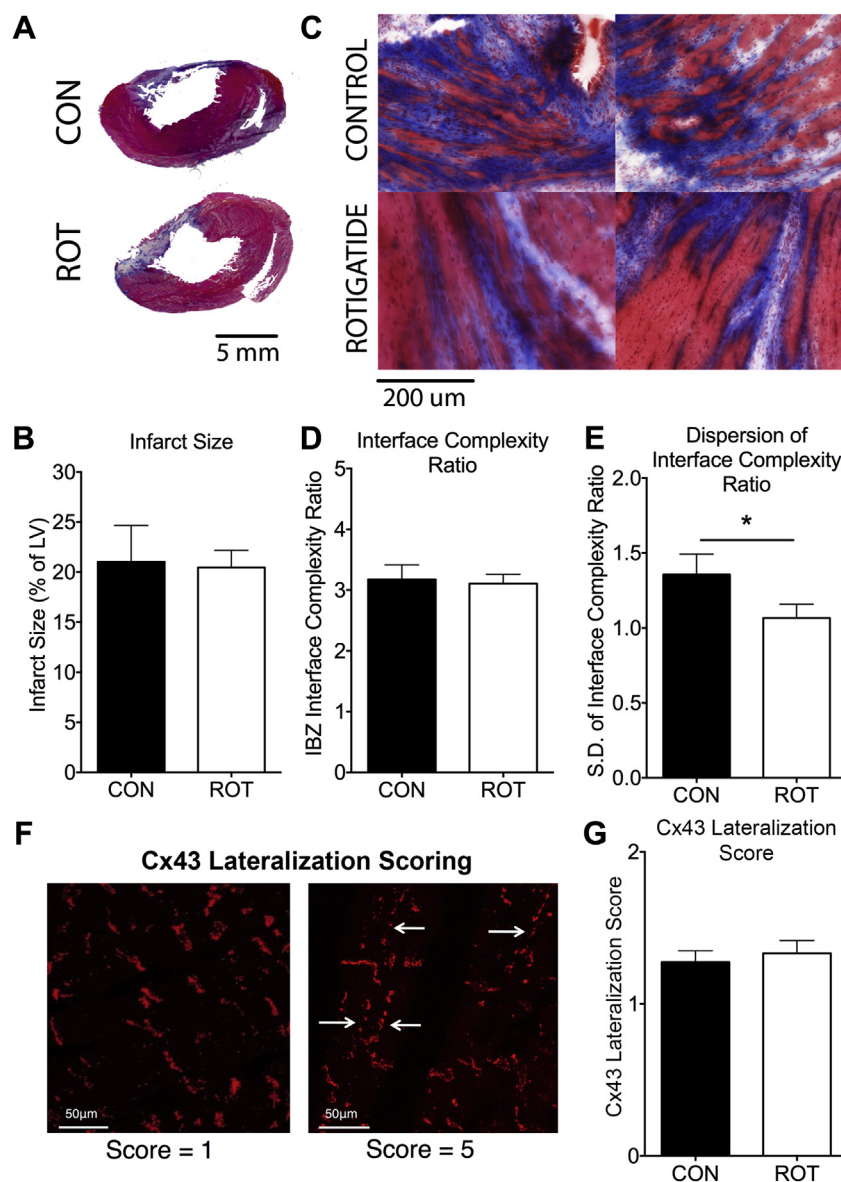 A
CON
ROT
5 mm
C
CONTROL
ROTIGATIDE
200 um
B
Infarct Size
Infarct Size (% of LV)
30
25
20
15
10
5
0
CON
ROT
D
Interface Complexity
Ratio
IBZ Interface Complexity Ratio
5
4
3
2
1
0
CON
ROT
E
Dispersion of
Interface Complexity
Ratio
S.D. of Interface Complexity Ratio
2.0
1.5
1.0
0.5
0.0
*
CON
ROT
F
Cx43 Lateralization Scoring
50μm
Score = 1
50μm
Score = 5
G
Cx43 Lateralization
Score
Cx43 Lateralization Score
2
1
0
CON
ROT